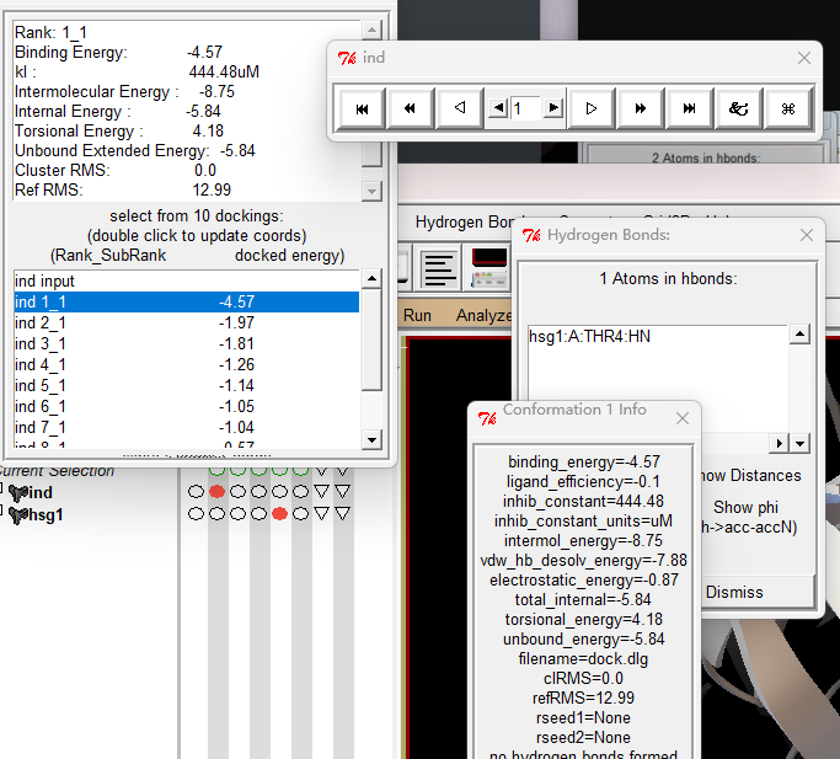 Rank: 1_1
Binding Energy: -4.57
kI : 444.48uM
Intermolecular Energy : -8.75
Internal Energy : -5.84
Torsional Energy : 4.18
Unbound Extended Energy: -5.84
Cluster RMS: 0.0
Ref RMS: 12.99
select from 10 dockings:
(double click to update coords)
(Rank_SubRank docked energy)
ind input
ind 1_1 -4.57
ind 2_1 -1.97
ind 3_1 -1.81
ind 4_1 -1.26
ind 5_1 -1.14
ind 6_1 -1.05
ind 7_1 -1.04
ind 8_1 -0.57
urrent Selection
ind
hsg1
ind
1
&
⌘
2 Atoms in hbonds:
Hydrogen Bon
Run Analyze
Hydrogen Bonds:
1 Atoms in hbonds:
hsg1:A:THR4:HN
how Distances
Show phi
h->acc-accN)
Dismiss
Conformation 1 Info
binding_energy=-4.57
ligand_efficiency=-0.1
inhib_constant=444.48
inhib_constant_units=uM
intermol_energy=-8.75
vdw_hb_desolv_energy=-7.88
electrostatic_energy=-0.87
total_internal=-5.84
torsional_energy=4.18
unbound_energy=-5.84
filename=dock.dlg
clRMS=0.0
refRMS=12.99
rseed1=None
rseed2=None
no hydrogen bonds formed